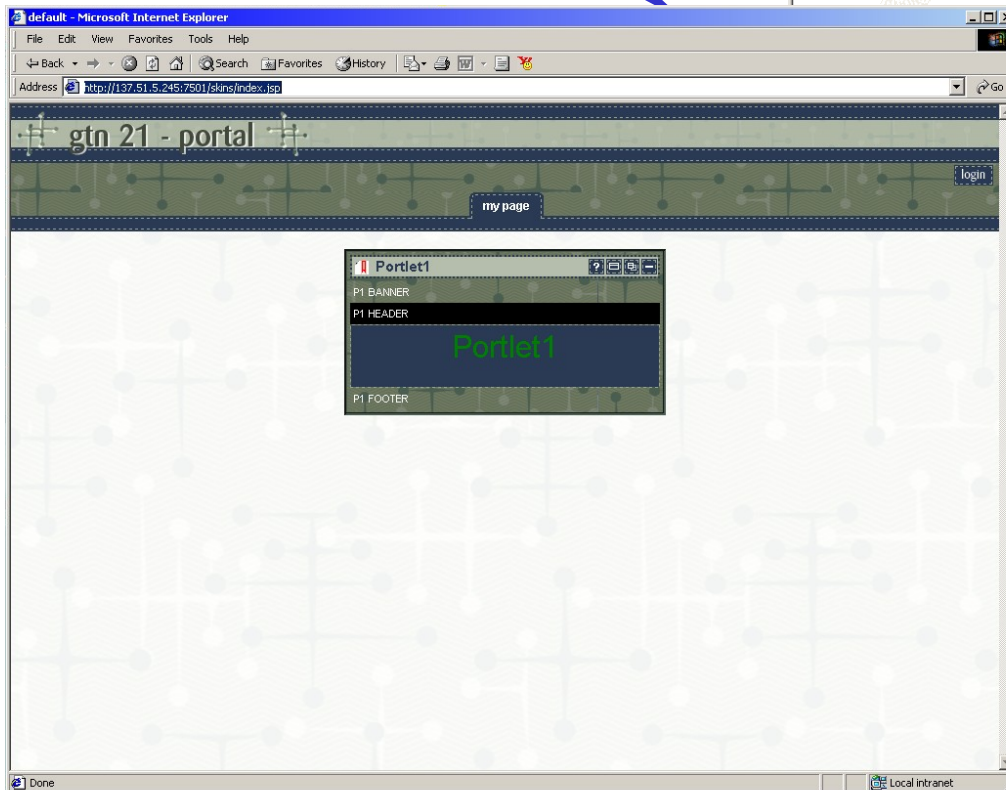 default - Microsoft Internet Explorer
File Edit View Favorites Tools Help
Back Search Favorites History
Address http://137.51.5.245:7501/skins/index.jsp Go
gtn 21 - portal
login
my page
Portlet1
P1 BANNER
P1 HEADER
Portlet1
P1 FOOTER
Done Local intranet